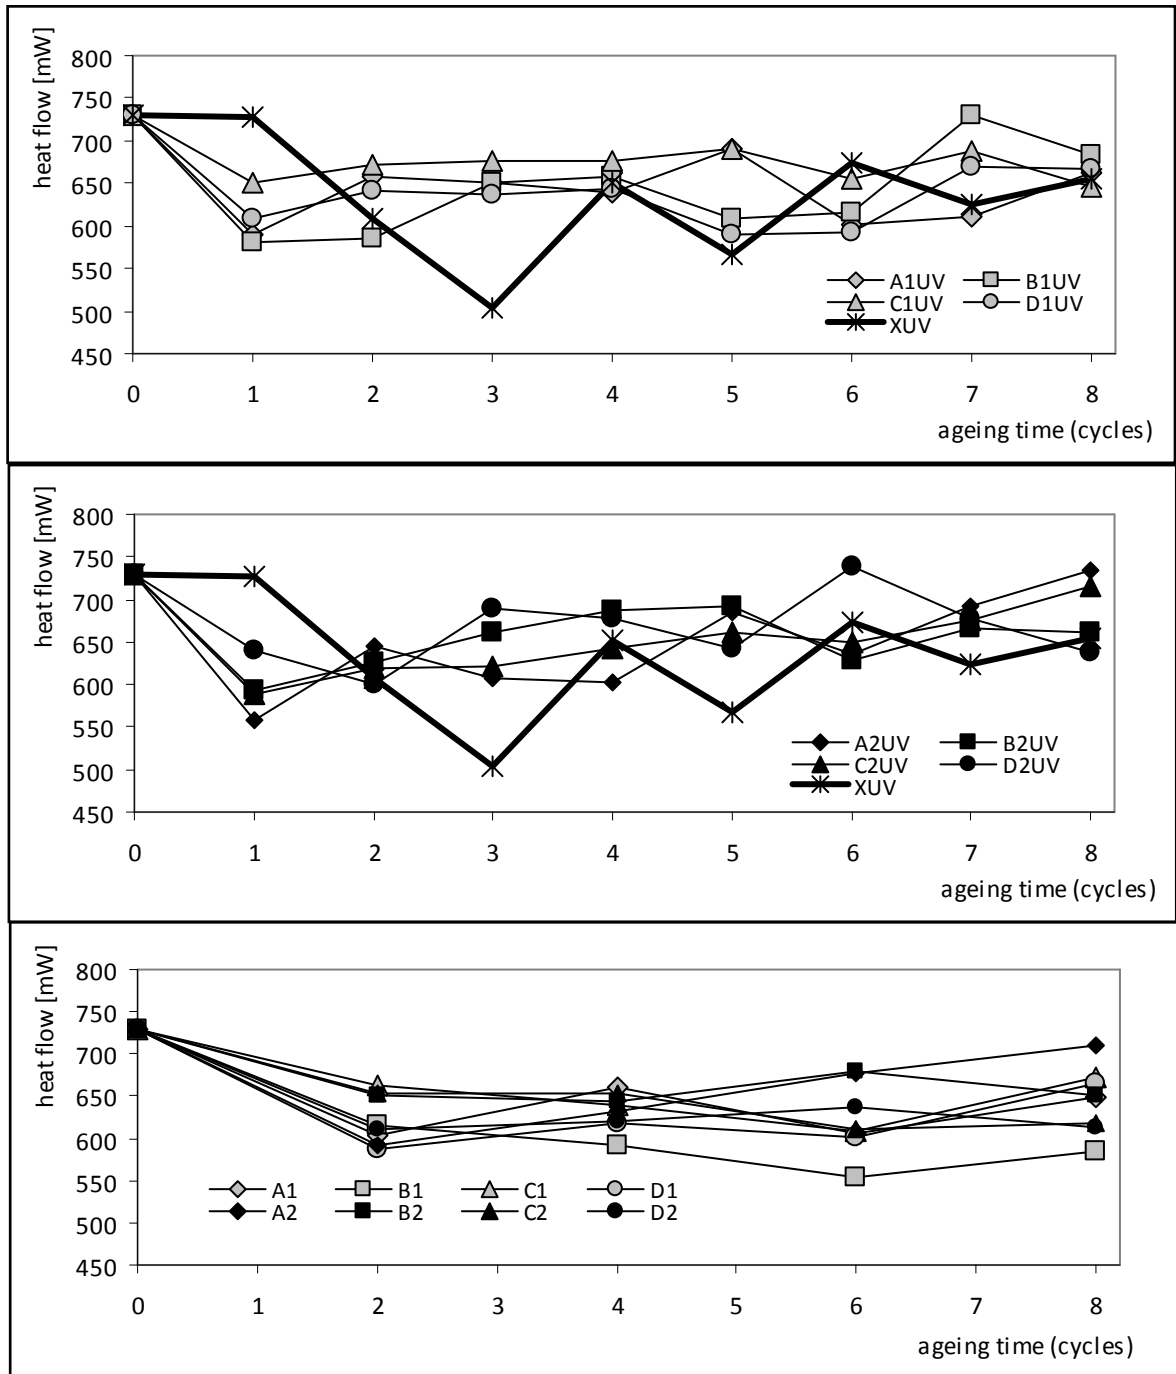 heat flow [mW]
800
750
700
650
600
550
500
450
A1UV B1UV
C1UV D1UV
XUV
0 1 2 3 4 5 6 7 8
ageing time (cycles)
heat flow [mW]
800
750
700
650
600
550
500
450
A2UV B2UV
C2UV D2UV
XUV
0 1 2 3 4 5 6 7 8
ageing time (cycles)
heat flow [mW]
800
750
700
650
600
550
500
450
A1 B1 C1 D1
A2 B2 C2 D2
0 1 2 3 4 5 6 7 8
ageing time (cycles)